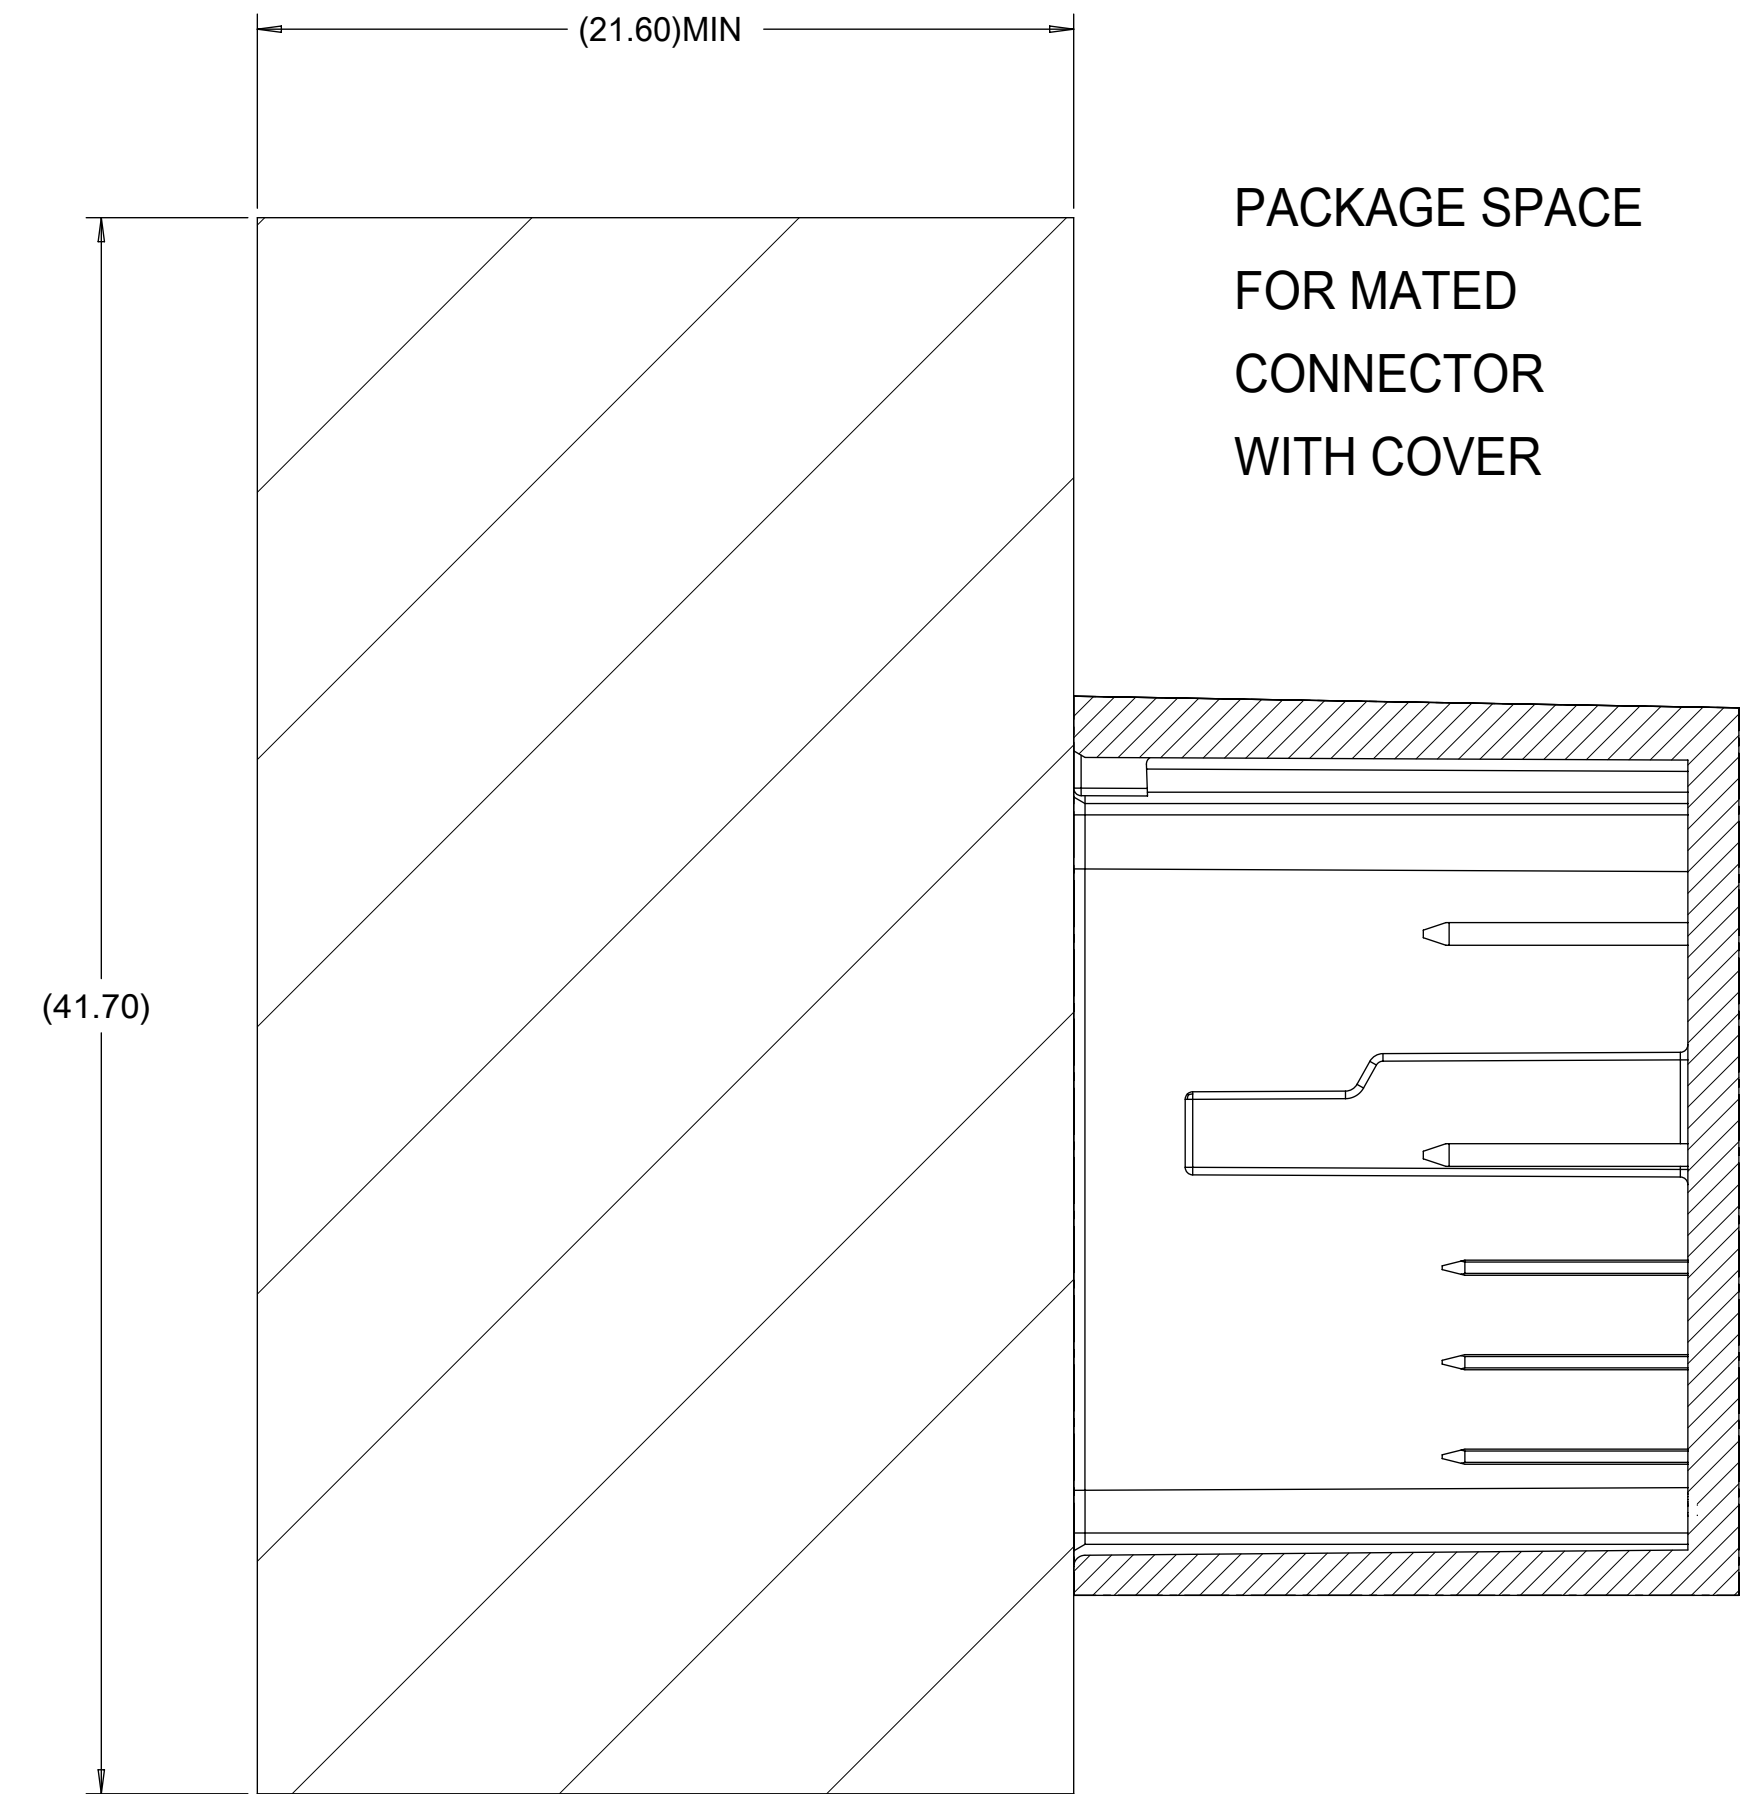 (21.60)MIN
PACKAGE SPACE
FOR MATED
CONNECTOR
WITH COVER
(41.70)